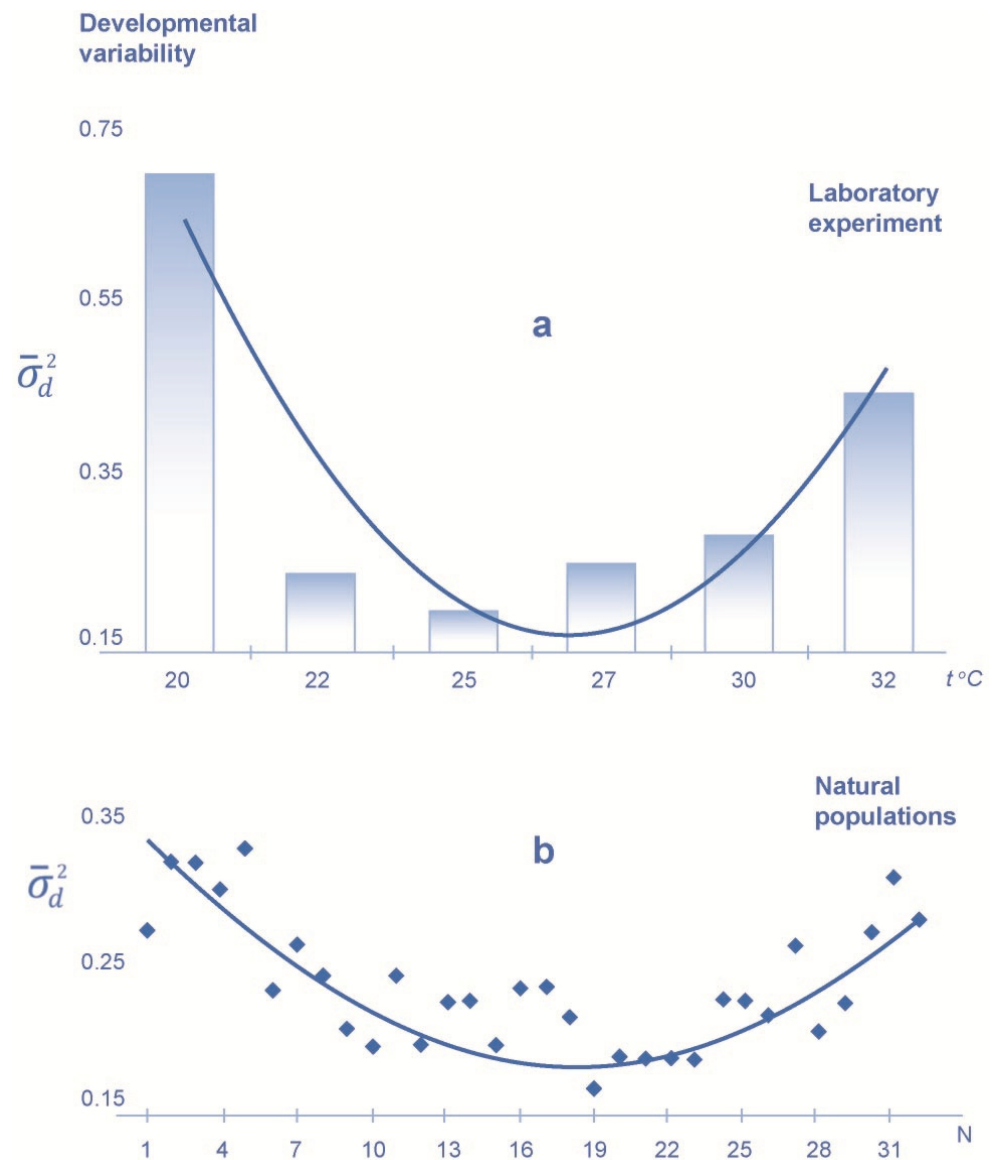 Developmental
variability
0.75
Laboratory
experiment
0.55
a
σ̄d²
0.35
0.15
20 22 25 27 30 32 t °C
Natural
populations
0.35
b
σ̄d²
0.25
0.15
1 4 7 10 13 16 19 22 25 28 31 N